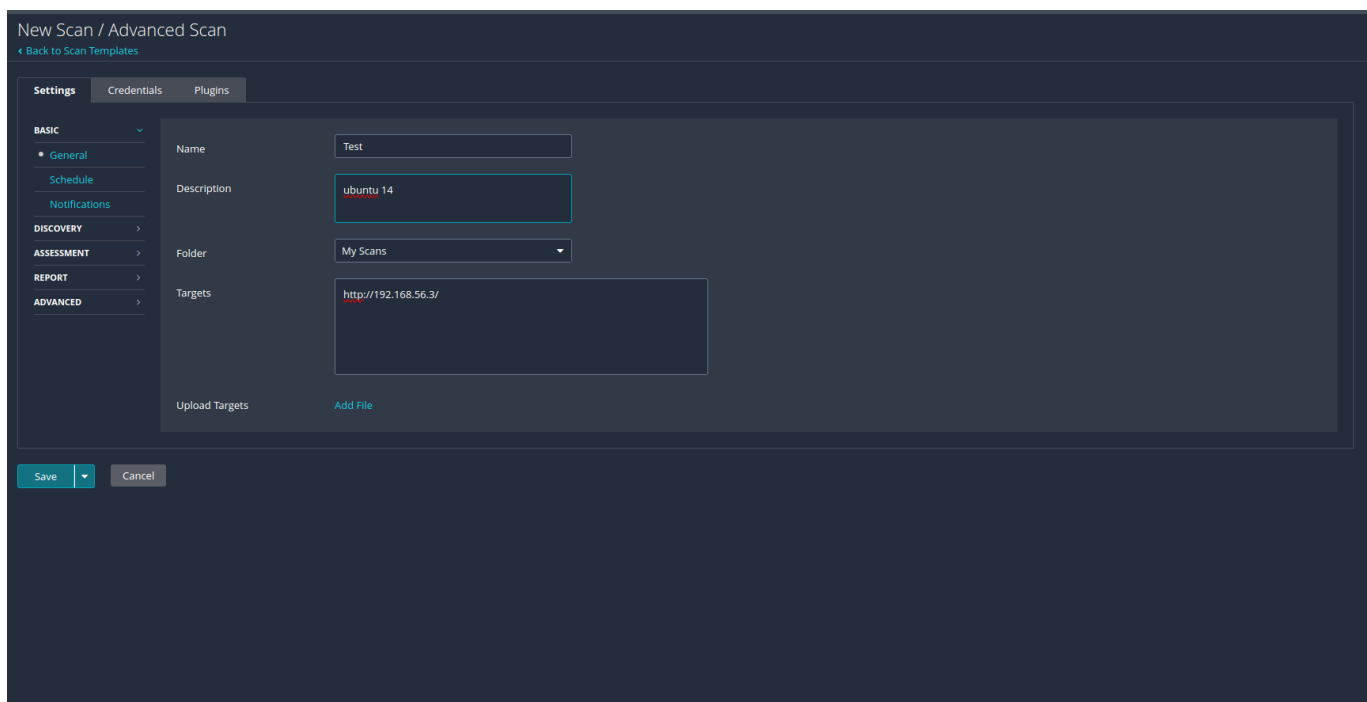 New Scan / Advanced Scan
‹ Back to Scan Templates
Settings Credentials Plugins
BASIC
General
Schedule
Notifications
DISCOVERY
ASSESSMENT
REPORT
ADVANCED
Name Test
Description ubuntu 14
Folder My Scans
Targets http://192.168.56.3/
Upload Targets Add File
Save Cancel